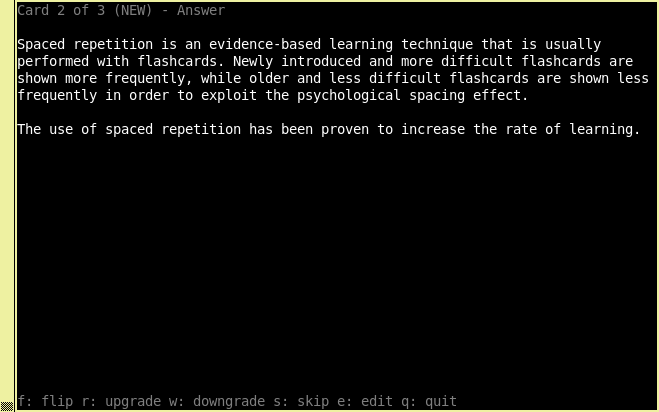 Card 2 of 3 (NEW) - Answer
Spaced repetition is an evidence-based learning technique that is usually
performed with flashcards. Newly introduced and more difficult flashcards are
shown more frequently, while older and less difficult flashcards are shown less
frequently in order to exploit the psychological spacing effect.
The use of spaced repetition has been proven to increase the rate of learning.
f: flip r: upgrade w: downgrade s: skip e: edit q: quit